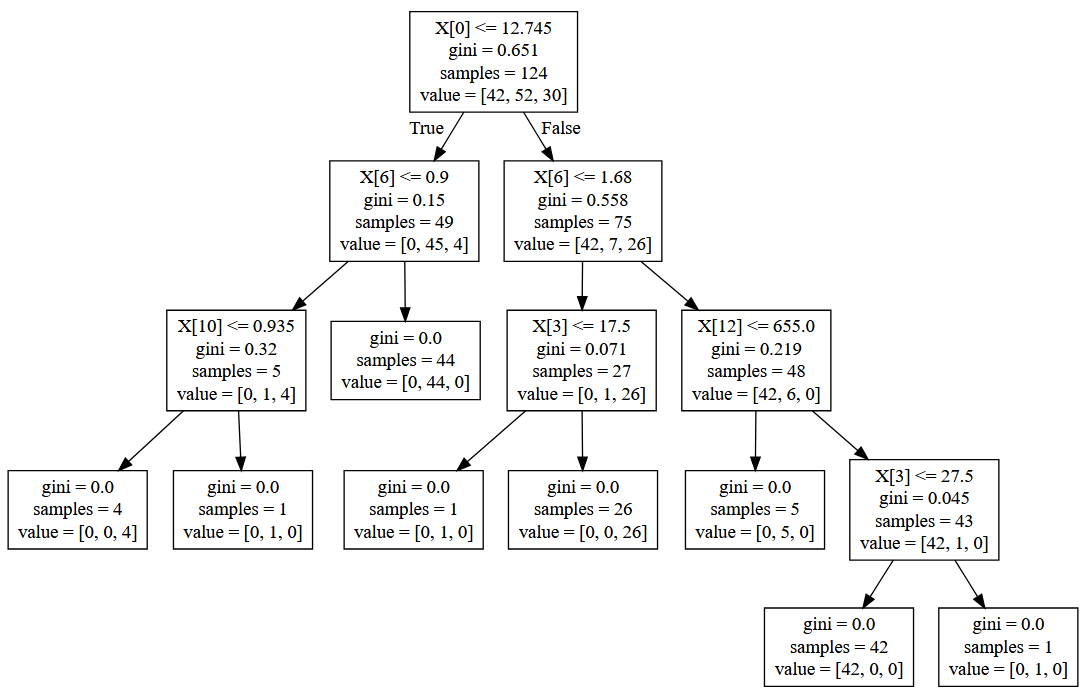 X[0] <= 12.745
gini = 0.651
samples = 124
value = [42, 52, 30]
True
False
X[6] <= 0.9
gini = 0.15
samples = 49
value = [0, 45, 4]
X[6] <= 1.68
gini = 0.558
samples = 75
value = [42, 7, 26]
X[10] <= 0.935
gini = 0.32
samples = 5
value = [0, 1, 4]
gini = 0.0
samples = 44
value = [0, 44, 0]
X[3] <= 17.5
gini = 0.071
samples = 27
value = [0, 1, 26]
X[12] <= 655.0
gini = 0.219
samples = 48
value = [42, 6, 0]
gini = 0.0
samples = 4
value = [0, 0, 4]
gini = 0.0
samples = 1
value = [0, 1, 0]
gini = 0.0
samples = 1
value = [0, 1, 0]
gini = 0.0
samples = 26
value = [0, 0, 26]
gini = 0.0
samples = 5
value = [0, 5, 0]
X[3] <= 27.5
gini = 0.045
samples = 43
value = [42, 1, 0]
gini = 0.0
samples = 42
value = [42, 0, 0]
gini = 0.0
samples = 1
value = [0, 1, 0]